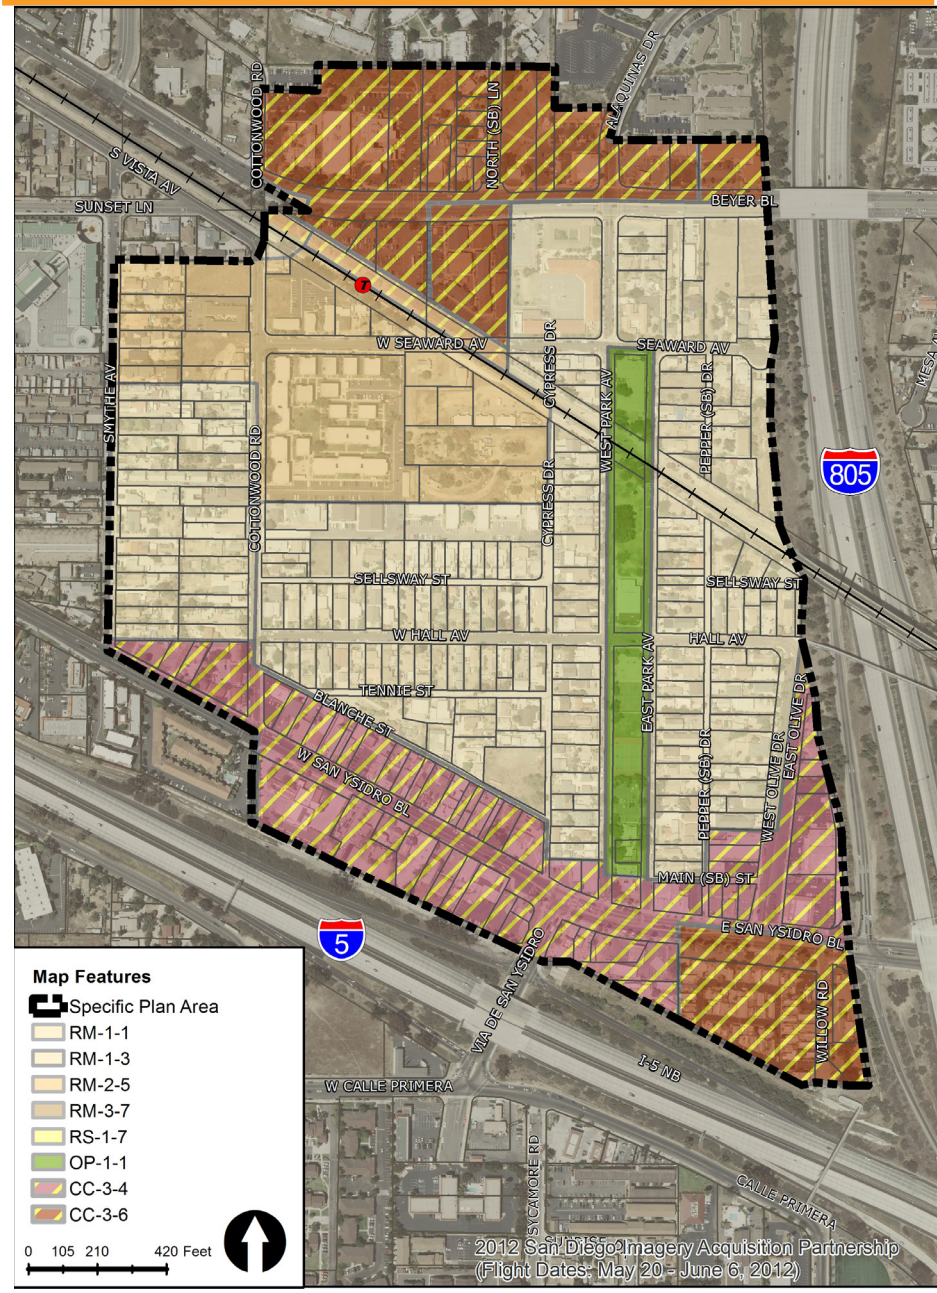 ALAQUINAS DR
COTTONWOOD RD
NORTH (SB) LN
S VISTA AV
SUNSET LN
BEYER BL
T
W SEAWARD AV
SEAWARD AV
CYPRESS DR
WEST PARK AV
PEPPER (SB) DR
MESA AV
SMYTHE AV
805
COTTONWOOD RD
CYPRESS DR
SELLSWAY ST
SELLSWAY ST
W HALL AV
HALL AV
TENNIE ST
EAST PARK AV
BLANCHE ST
EAST OLIVE DR
WEST OLIVE DR
PEPPER (SB) DR
W SAN YSIDRO BL
MAIN (SB) ST
E SAN YSIDRO BL
5
VIA DE SAN YSIDRO
WILLOW RD
I-5 NB
W CALLE PRIMERA
SYCAMORE RD
CALLE PRIMERA
Map Features
Specific Plan Area
RM-1-1
RM-1-3
RM-2-5
RM-3-7
RS-1-7
OP-1-1
CC-3-4
CC-3-6
0 105 210 420 Feet
2012 San Diego Imagery Acquisition Partnership
(Flight Dates: May 20 - June 6, 2012)